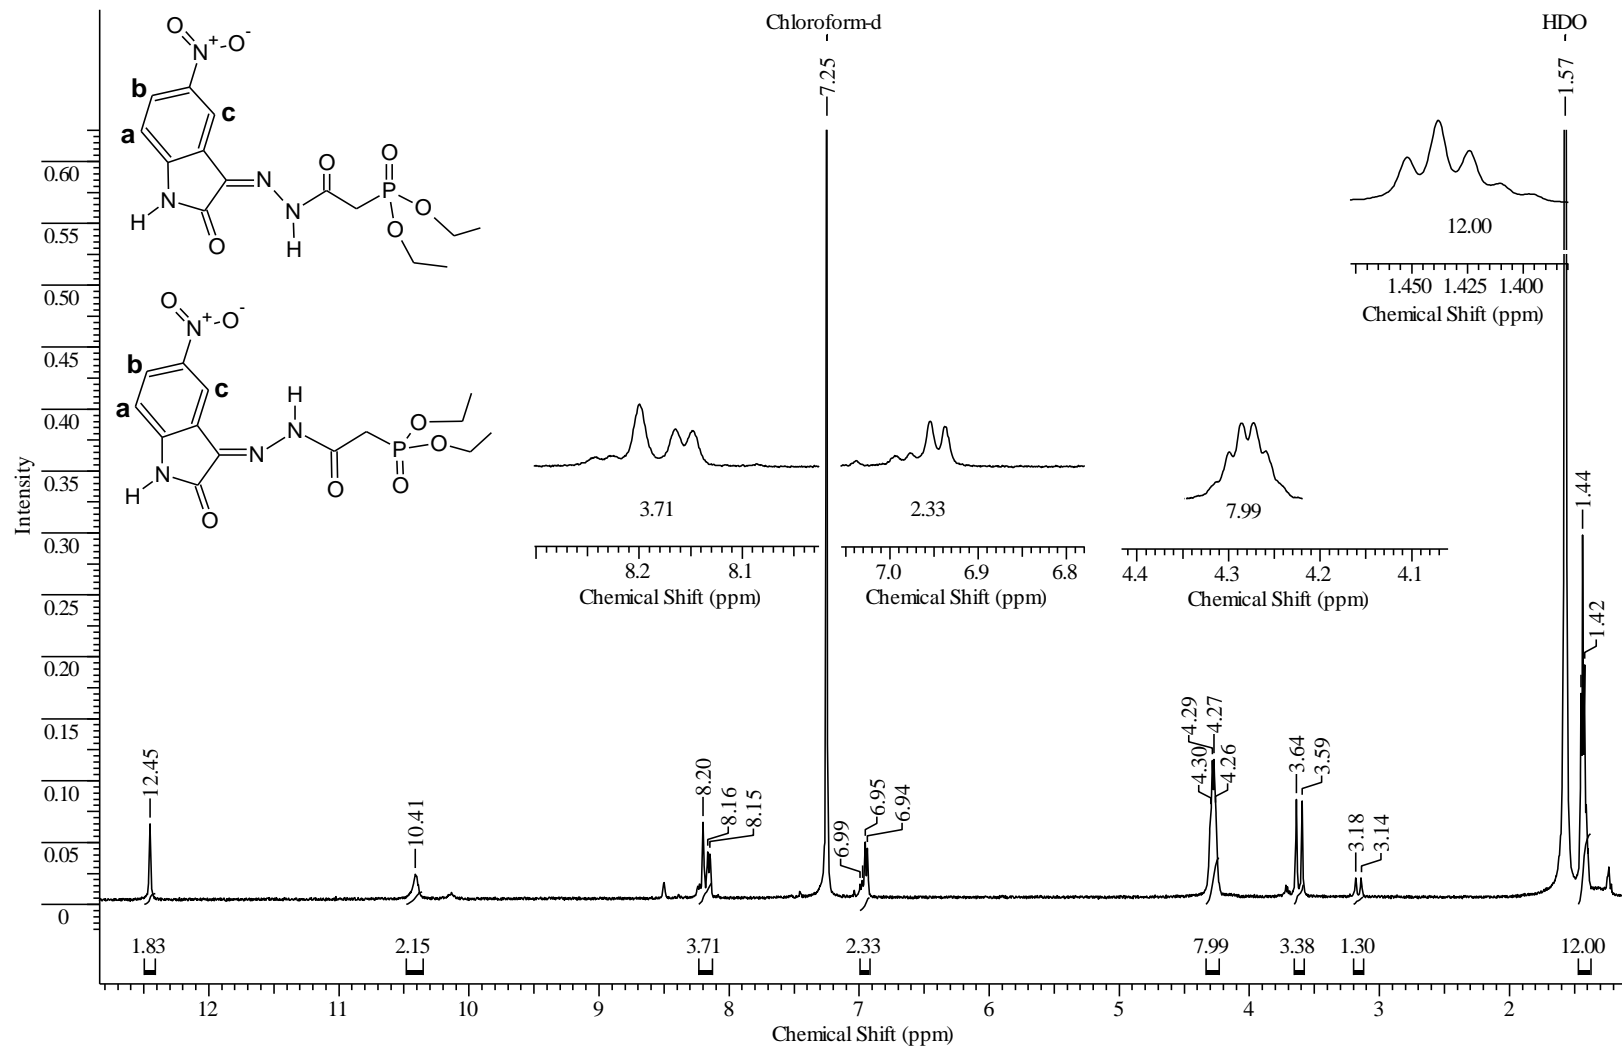 Chloroform-d
HDO
7.25
1.57
O
N+
O-
b
c
a
O
O
N
P
N
H
N
O
O
H
O
O-
O
N+
b
c
a
H
O
N
N
P
O
N
H
O
O
O
0.60
0.55
0.50
0.45
0.40
0.35
0.30
0.25
0.20
0.15
0.10
0.05
0
Intensity
12.00
1.450 1.425 1.400
Chemical Shift (ppm)
3.71
8.2 8.1
Chemical Shift (ppm)
2.33
7.0 6.9 6.8
Chemical Shift (ppm)
7.99
4.4 4.3 4.2 4.1
Chemical Shift (ppm)
12.45
10.41
8.20
8.16
8.15
6.99
6.95
6.94
4.30
4.29
4.27
4.26
3.64
3.59
3.18
3.14
1.44
1.42
1.83 2.15 3.71 2.33 7.99 3.38 1.30 12.00
12 11 10 9 8 7 6 5 4 3 2
Chemical Shift (ppm)